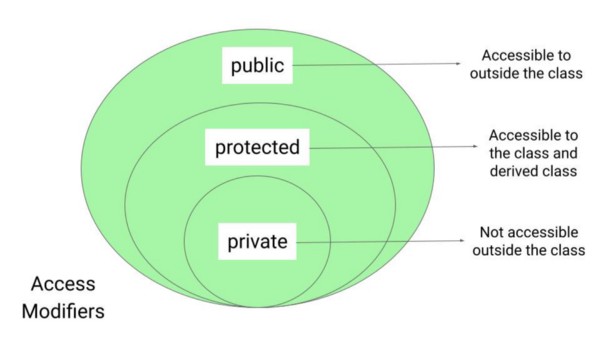 public
Accessible to
outside the class
protected
Accessible to
the class and
derived class
private
Not accessible
outside the class
Access
Modifiers